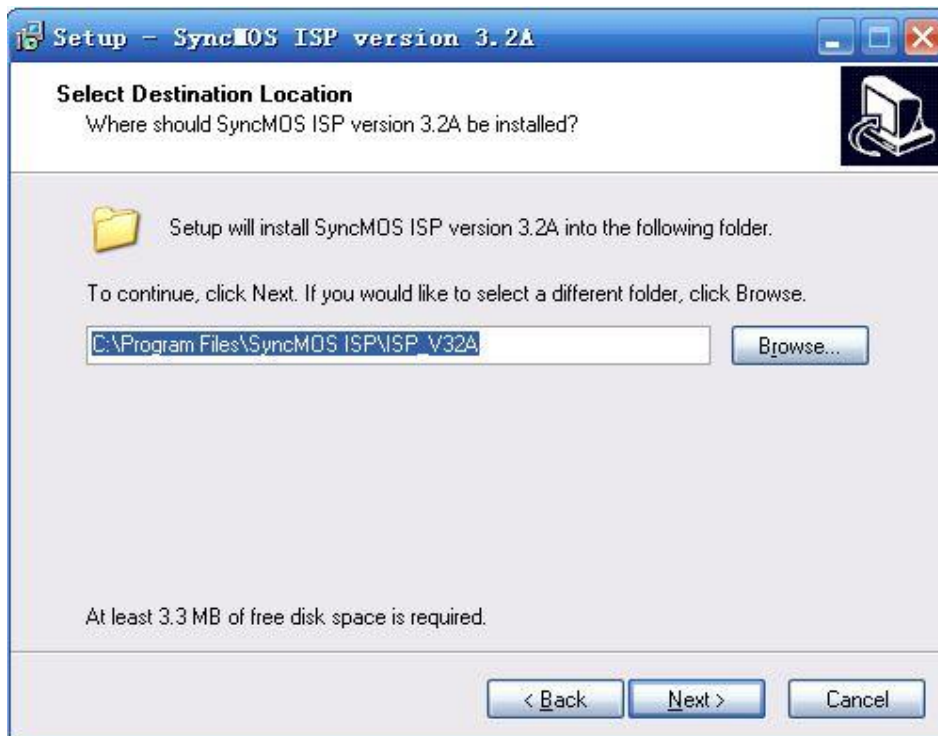 Setup - SyncMOS ISP version 3.2A
Select Destination Location
Where should SyncMOS ISP version 3.2A be installed?
Setup will install SyncMOS ISP version 3.2A into the following folder.
To continue, click Next. If you would like to select a different folder, click Browse.
C:\Program Files\SyncMOS ISP\ISP_V32A
Browse...
At least 3.3 MB of free disk space is required.
< Back
Next >
Cancel